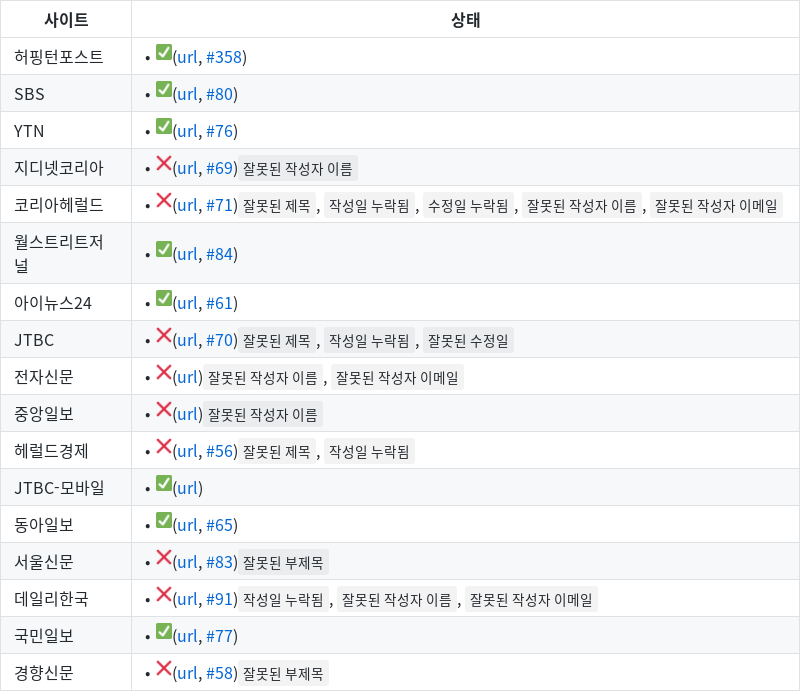 사이트 상태
허핑턴포스트 • ✅(url, #358)
SBS • ✅(url, #80)
YTN • ✅(url, #76)
지디넷코리아 • ❌(url, #69) 잘못된 작성자 이름
코리아헤럴드 • ❌(url, #71) 잘못된 제목 , 작성일 누락됨 , 수정일 누락됨 , 잘못된 작성자 이름 , 잘못된 작성자 이메일
월스트리트저
널 • ✅(url, #84)
아이뉴스24 • ✅(url, #61)
JTBC • ❌(url, #70) 잘못된 제목 , 작성일 누락됨 , 잘못된 수정일
전자신문 • ❌(url) 잘못된 작성자 이름 , 잘못된 작성자 이메일
중앙일보 • ❌(url) 잘못된 작성자 이름
헤럴드경제 • ❌(url, #56) 잘못된 제목 , 작성일 누락됨
JTBC-모바일 • ✅(url)
동아일보 • ✅(url, #65)
서울신문 • ❌(url, #83) 잘못된 부제목
데일리한국 • ❌(url, #91) 작성일 누락됨 , 잘못된 작성자 이름 , 잘못된 작성자 이메일
국민일보 • ✅(url, #77)
경향신문 • ❌(url, #58) 잘못된 부제목